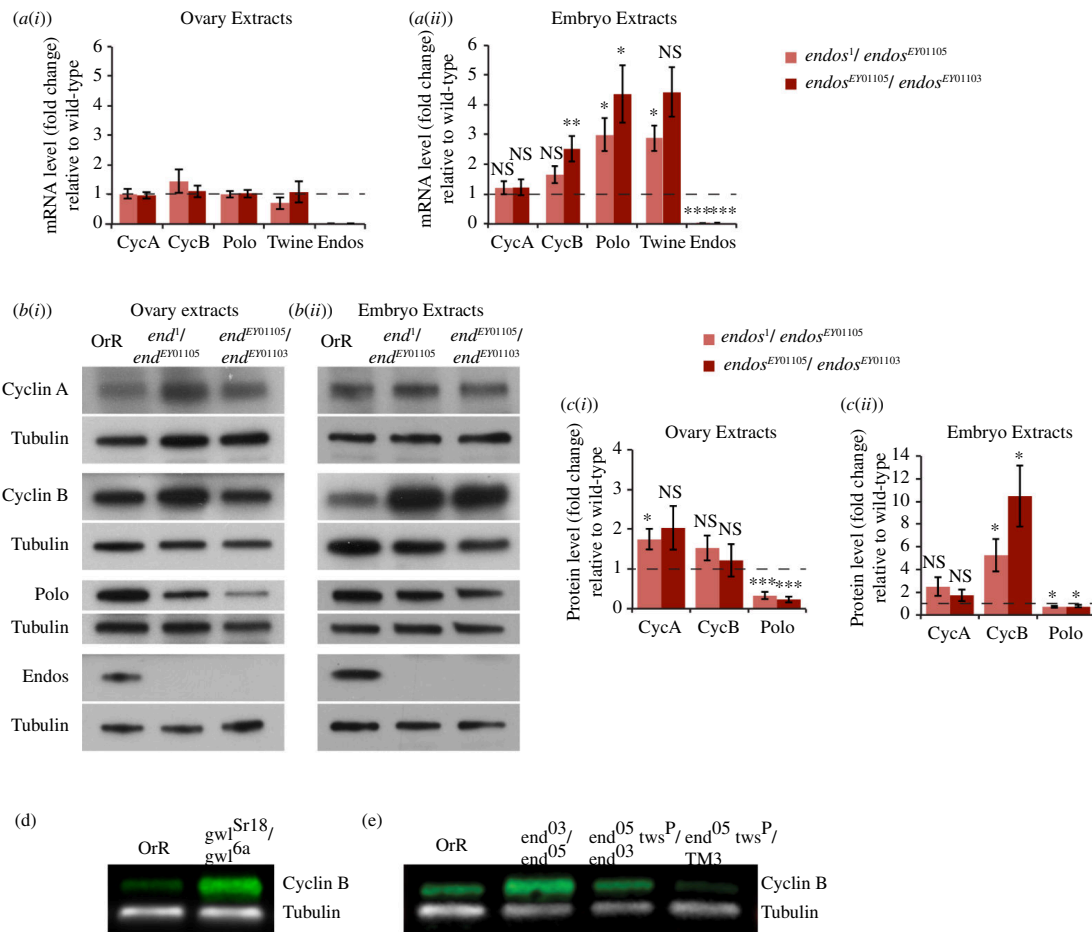 (a(i)) Ovary Extracts
mRNA level (fold change)
relative to wild-type
6
5
4
3
2
1
0
CycA CycB Polo Twine Endos
(a(ii)) Embryo Extracts
mRNA level (fold change)
relative to wild-type
6
5
4
3
2
1
0
NS NS NS ** * * * NS *** ***
CycA CycB Polo Twine Endos
endos1/ endosEY01105
endosEY01105/ endosEY01103
(b(i)) Ovary extracts
OrR end1/ endEY01105 endEY01105/ endEY01103
(b(ii)) Embryo Extracts
OrR end1/ endEY01105 endEY01105/ endEY01103
Cyclin A
Tubulin
Cyclin B
Tubulin
Polo
Tubulin
Endos
Tubulin
endos1/ endosEY01105
endosEY01105/ endosEY01103
(c(i)) Ovary Extracts
Protein level (fold change)
relative to wild-type
4
3
2
1
0
* NS NS NS *** ***
CycA CycB Polo
(c(ii)) Embryo Extracts
Protein level (fold change)
relative to wild-type
14
12
10
8
6
4
2
0
NS NS * * * *
CycA CycB Polo
(d)
OrR gwlSr18/ gwl6a
Cyclin B
Tubulin
(e)
OrR end03/ end05 end05 twsP/ end03 end05 twsP/ TM3
Cyclin B
Tubulin